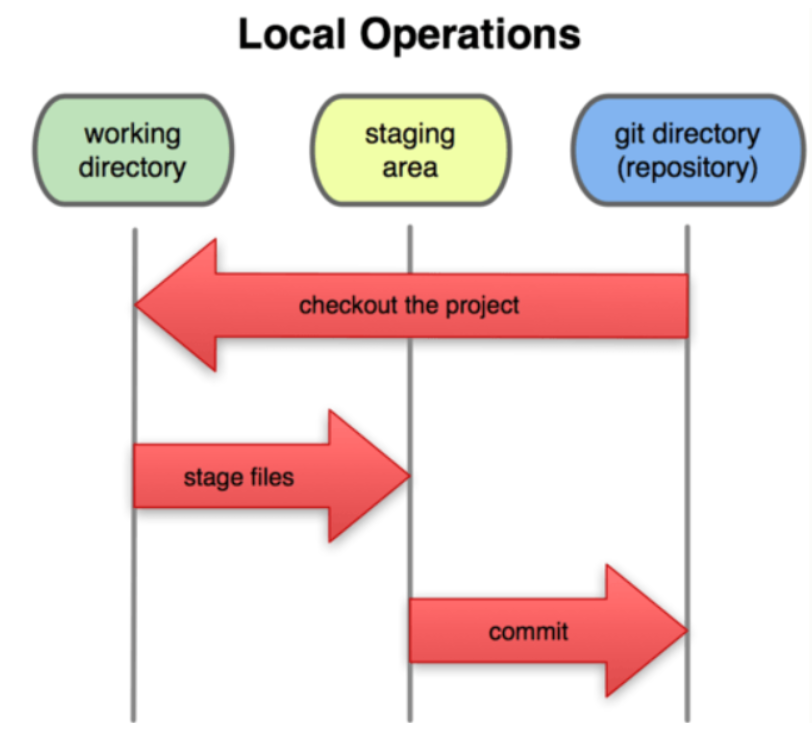 Local Operations
working
directory
staging
area
git directory
(repository)
checkout the project
stage files
commit